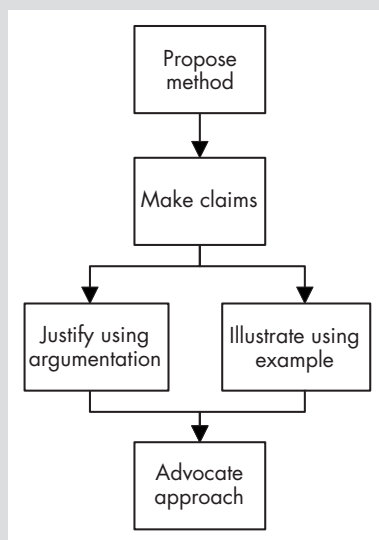 Propose
method
Make claims
Justify using
argumentation
Illustrate using
example
Advocate
approach